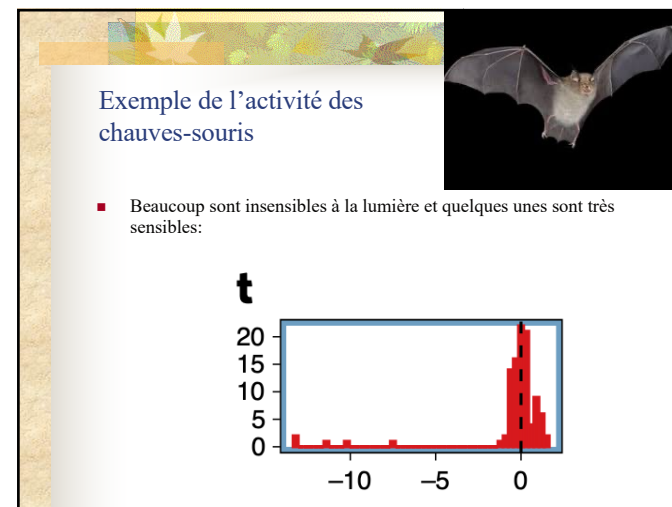 Exemple de l’activité des
chauves-souris
■ Beaucoup sont insensibles à la lumière et quelques unes sont très
sensibles:
t
20
15
10
5
0
−10 −5 0